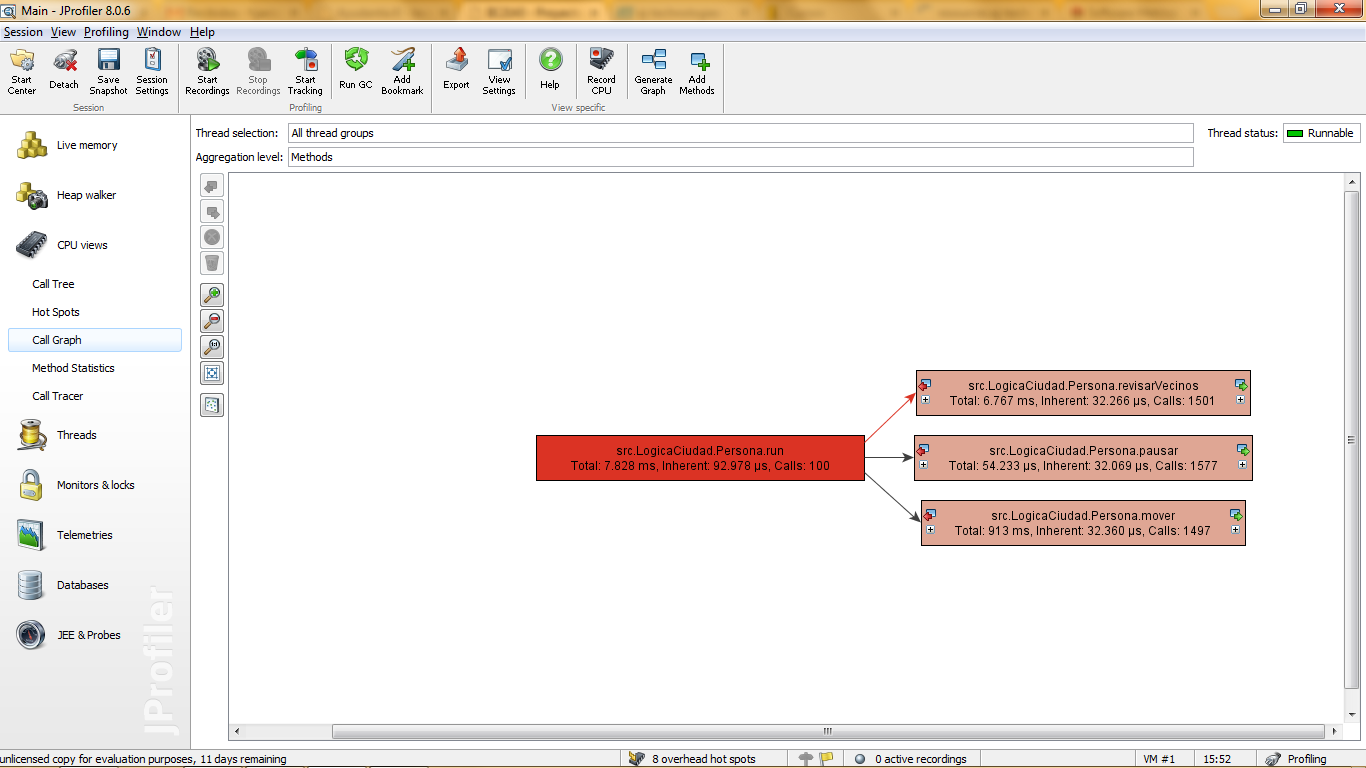 Main - JProfiler 8.0.6
Session View Profiling Window Help
Start Center
Detach
Save Snapshot
Session Settings
Start Recordings
Stop Recordings
Start Tracking
Run GC
Add Bookmark
Export
View Settings
Help
Record CPU
Generate Graph
Add Methods
Session
Profiling
View specific
Thread selection: All thread groups
Thread status: Runnable
Aggregation level: Methods
Live memory
Heap walker
CPU views
Call Tree
Hot Spots
Call Graph
Method Statistics
Call Tracer
Threads
Monitors & locks
Telemetries
Databases
JEE & Probes
JProfiler
src.LogicaCiudad.Persona.run
Total: 7.828 ms, Inherent: 92.978 µs, Calls: 100
src.LogicaCiudad.Persona.revisarVecinos
Total: 6.767 ms, Inherent: 32.266 µs, Calls: 1501
src.LogicaCiudad.Persona.pausar
Total: 54.233 µs, Inherent: 32.069 µs, Calls: 1577
src.LogicaCiudad.Persona.mover
Total: 913 ms, Inherent: 32.360 µs, Calls: 1497
unlicensed copy for evaluation purposes, 11 days remaining
8 overhead hot spots
0 active recordings
VM #1
15:52
Profiling